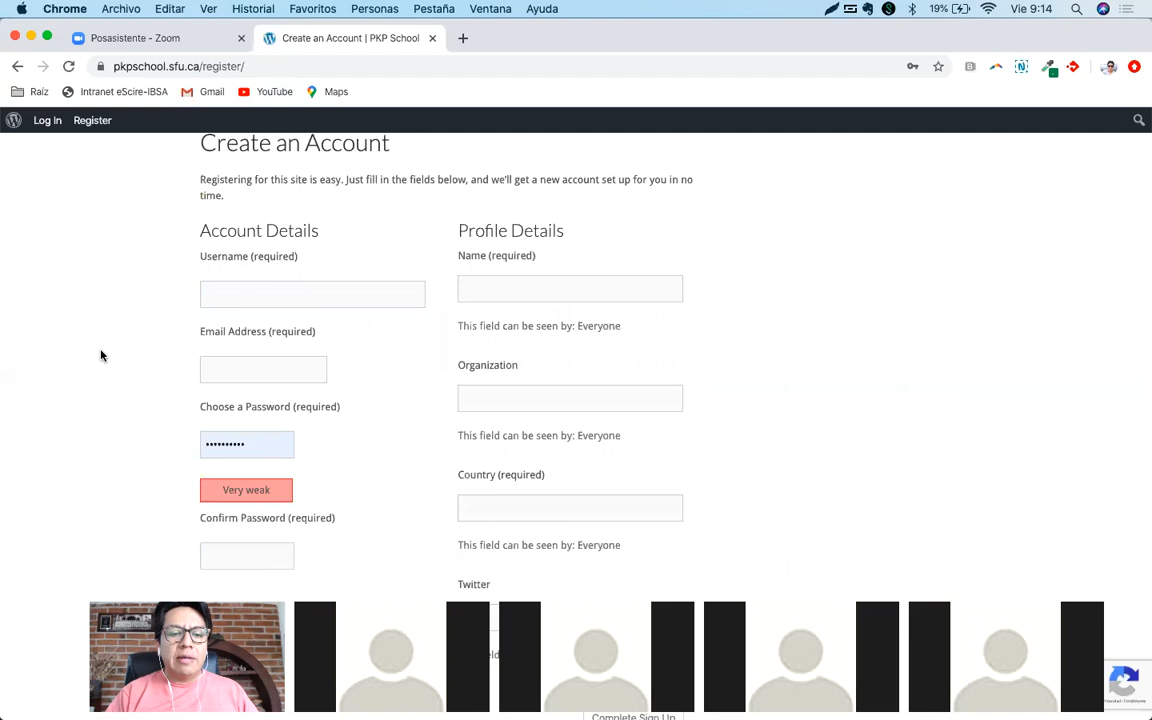 Chrome Archivo Editar Ver Historial Favoritos Personas Pestaña Ventana Ayuda 19% Vie 9:14
Posasistente - Zoom Create an Account | PKP School
pkpschool.sfu.ca/register/
Raíz Intranet eScire-IBSA Gmail YouTube Maps
Log In Register
Create an Account
Registering for this site is easy. Just fill in the fields below, and we'll get a new account set up for you in no
time.
Account Details
Username (required)
Email Address (required)
Choose a Password (required)
••••••••••
Very weak
Confirm Password (required)
Profile Details
Name (required)
This field can be seen by: Everyone
Organization
This field can be seen by: Everyone
Country (required)
This field can be seen by: Everyone
Twitter
Complete Sign Up